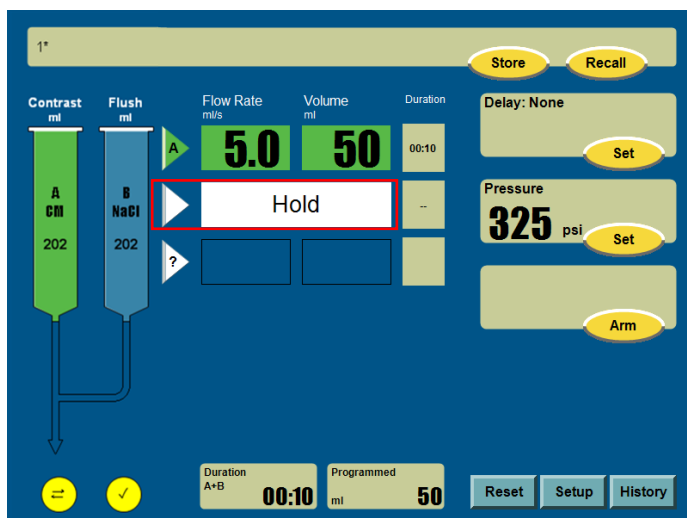 1*
Store
Recall
Contrast
ml
Flush
ml
Flow Rate
ml/s
Volume
ml
Duration
Delay: None
Set
A
5.0
50
00:10
A
CM
202
B
NaCl
202
Hold
--
Pressure
325 psi
Set
?
Arm
Duration
A+B
00:10
Programmed
ml
50
Reset
Setup
History